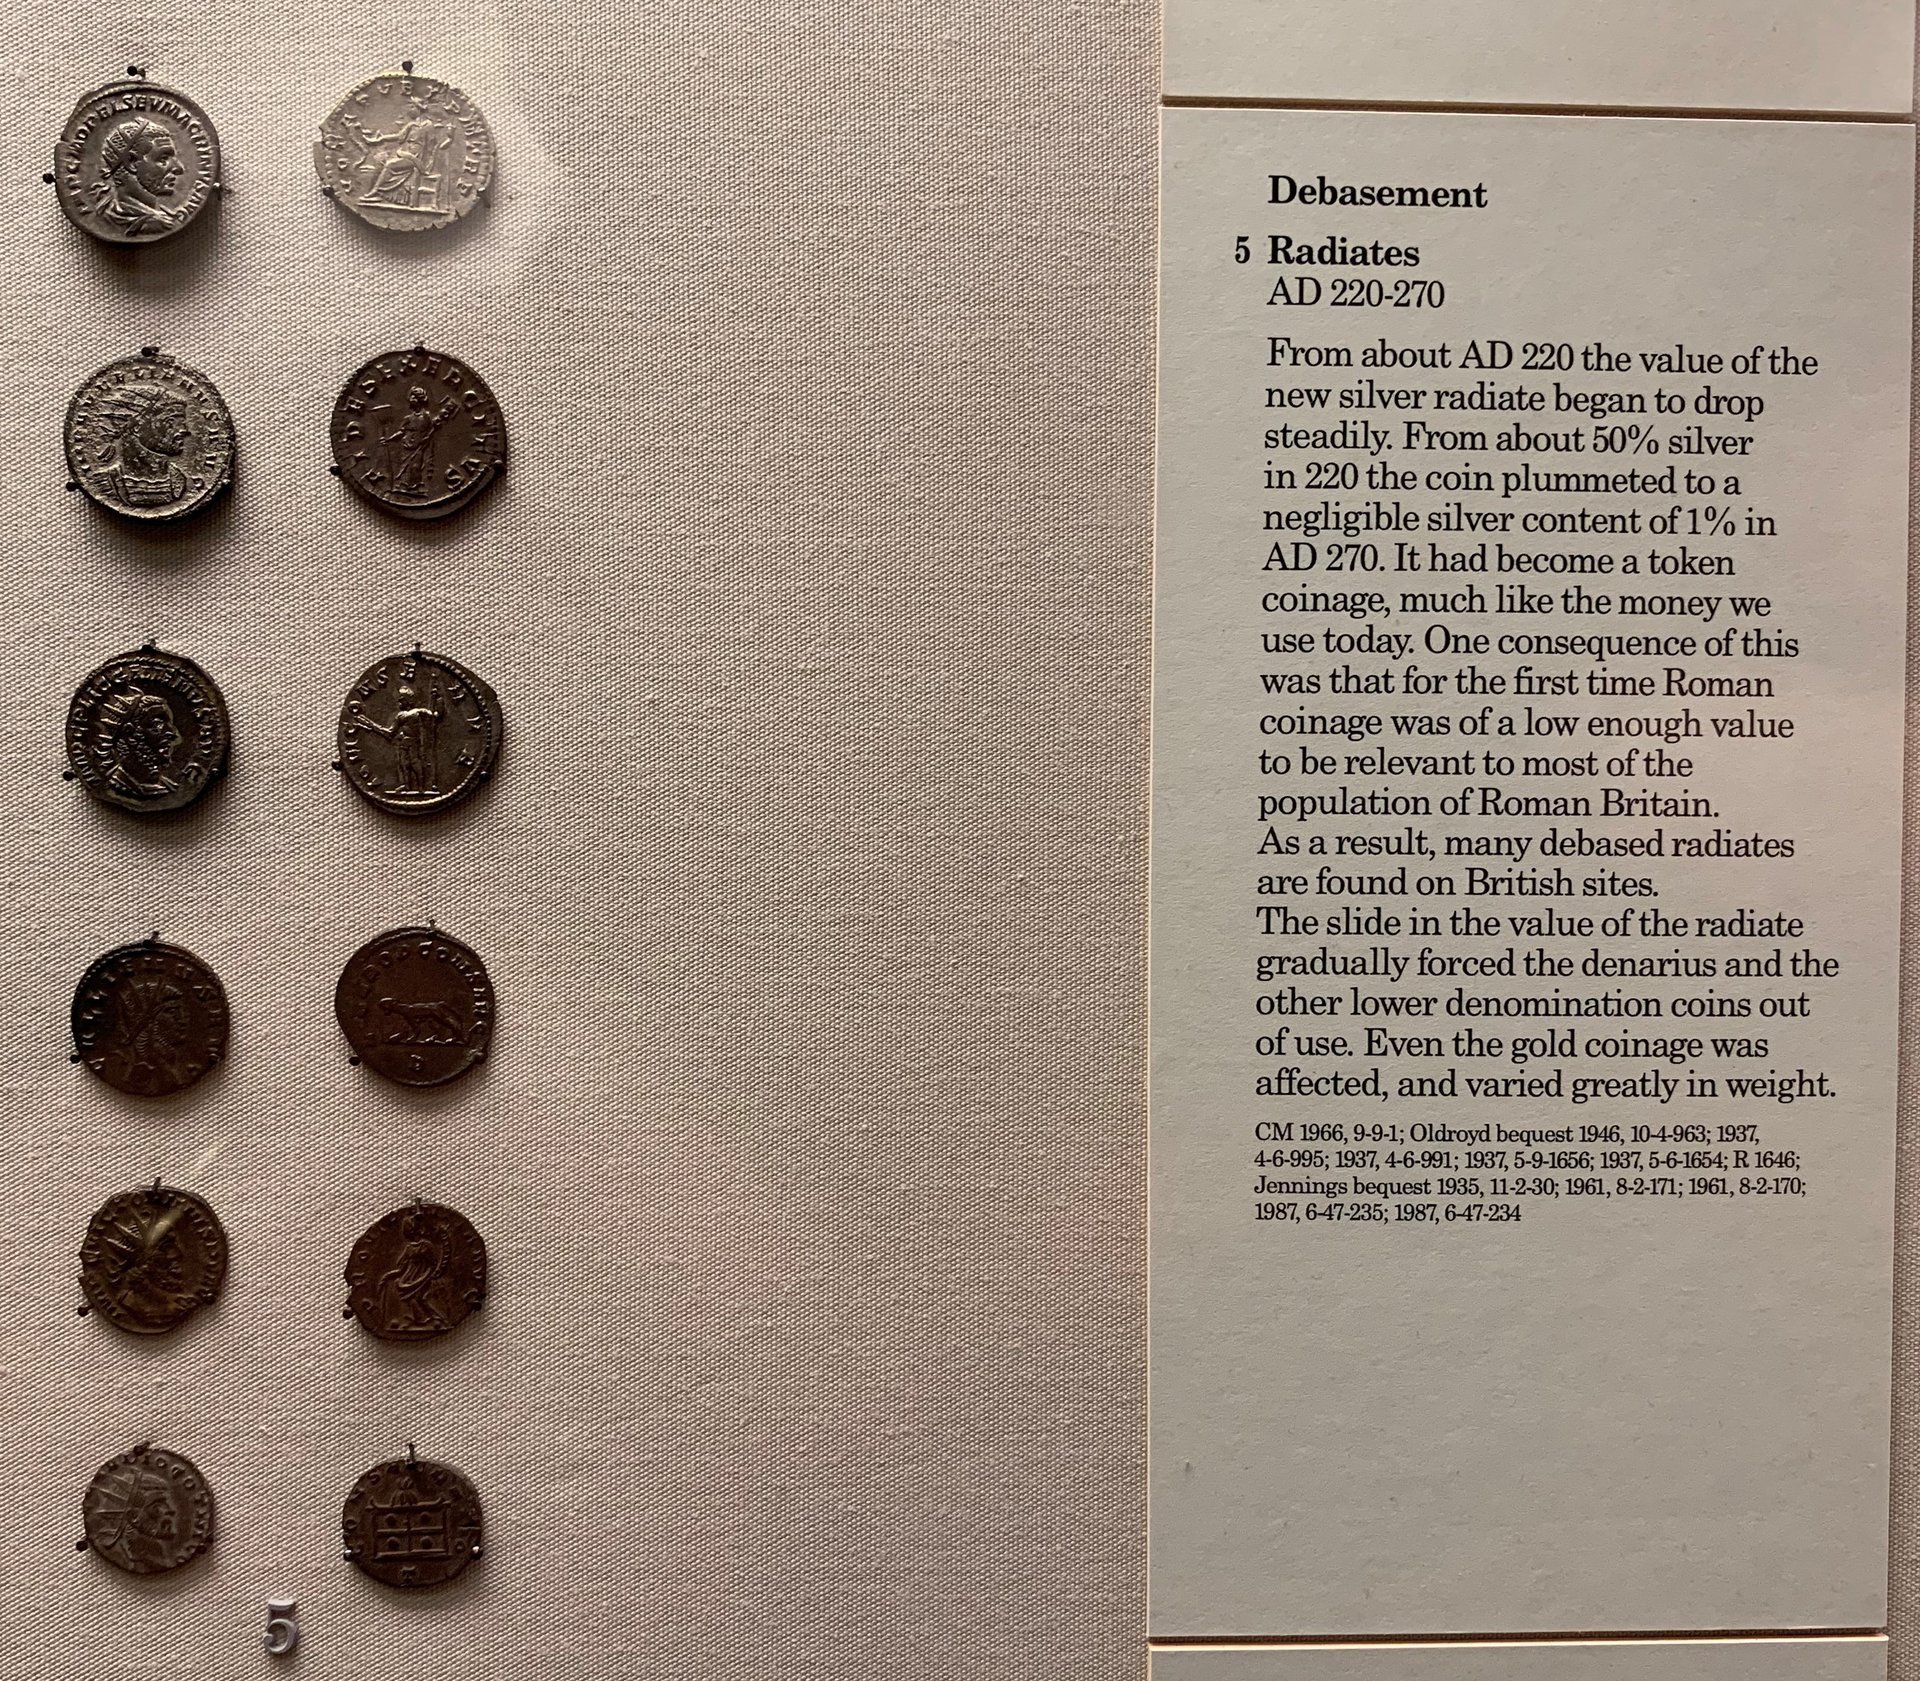 Debasement
5 Radiates
AD 220-270
From about AD 220 the value of the
new silver radiate began to drop
steadily. From about 50% silver
in 220 the coin plummeted to a
negligible silver content of 1% in
AD 270. It had become a token
coinage, much like the money we
use today. One consequence of this
was that for the first time Roman
coinage was of a low enough value
to be relevant to most of the
population of Roman Britain.
As a result, many debased radiates
are found on British sites.
The slide in the value of the radiate
gradually forced the denarius and the
other lower denomination coins out
of use. Even the gold coinage was
affected, and varied greatly in weight.
CM 1966, 9-9-1; Oldroyd bequest 1946, 10-4-963; 1937,
4-6-995; 1937, 4-6-991; 1937, 5-9-1656; 1937, 5-6-1654; R 1646;
Jennings bequest 1935, 11-2-30; 1961, 8-2-171; 1961, 8-2-170;
1987, 6-47-235; 1987, 6-47-234
5